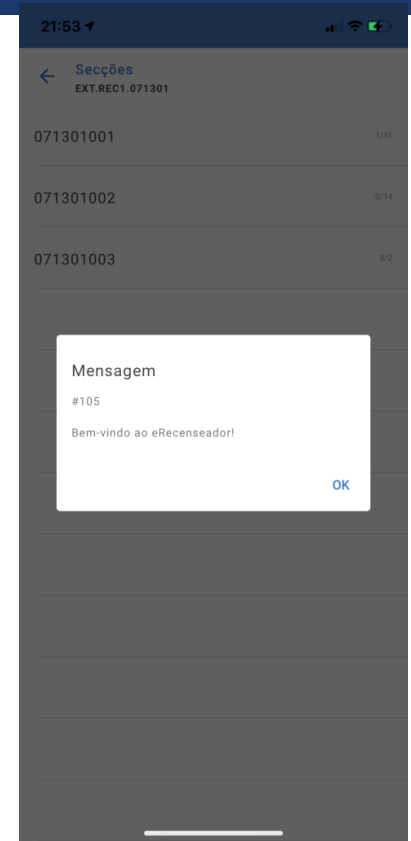 21:53
Secções
EXT.REC1.071301
071301001 1/41
071301002 0/14
071301003 0/2
Mensagem
#105
Bem-vindo ao eRecenseador!
OK